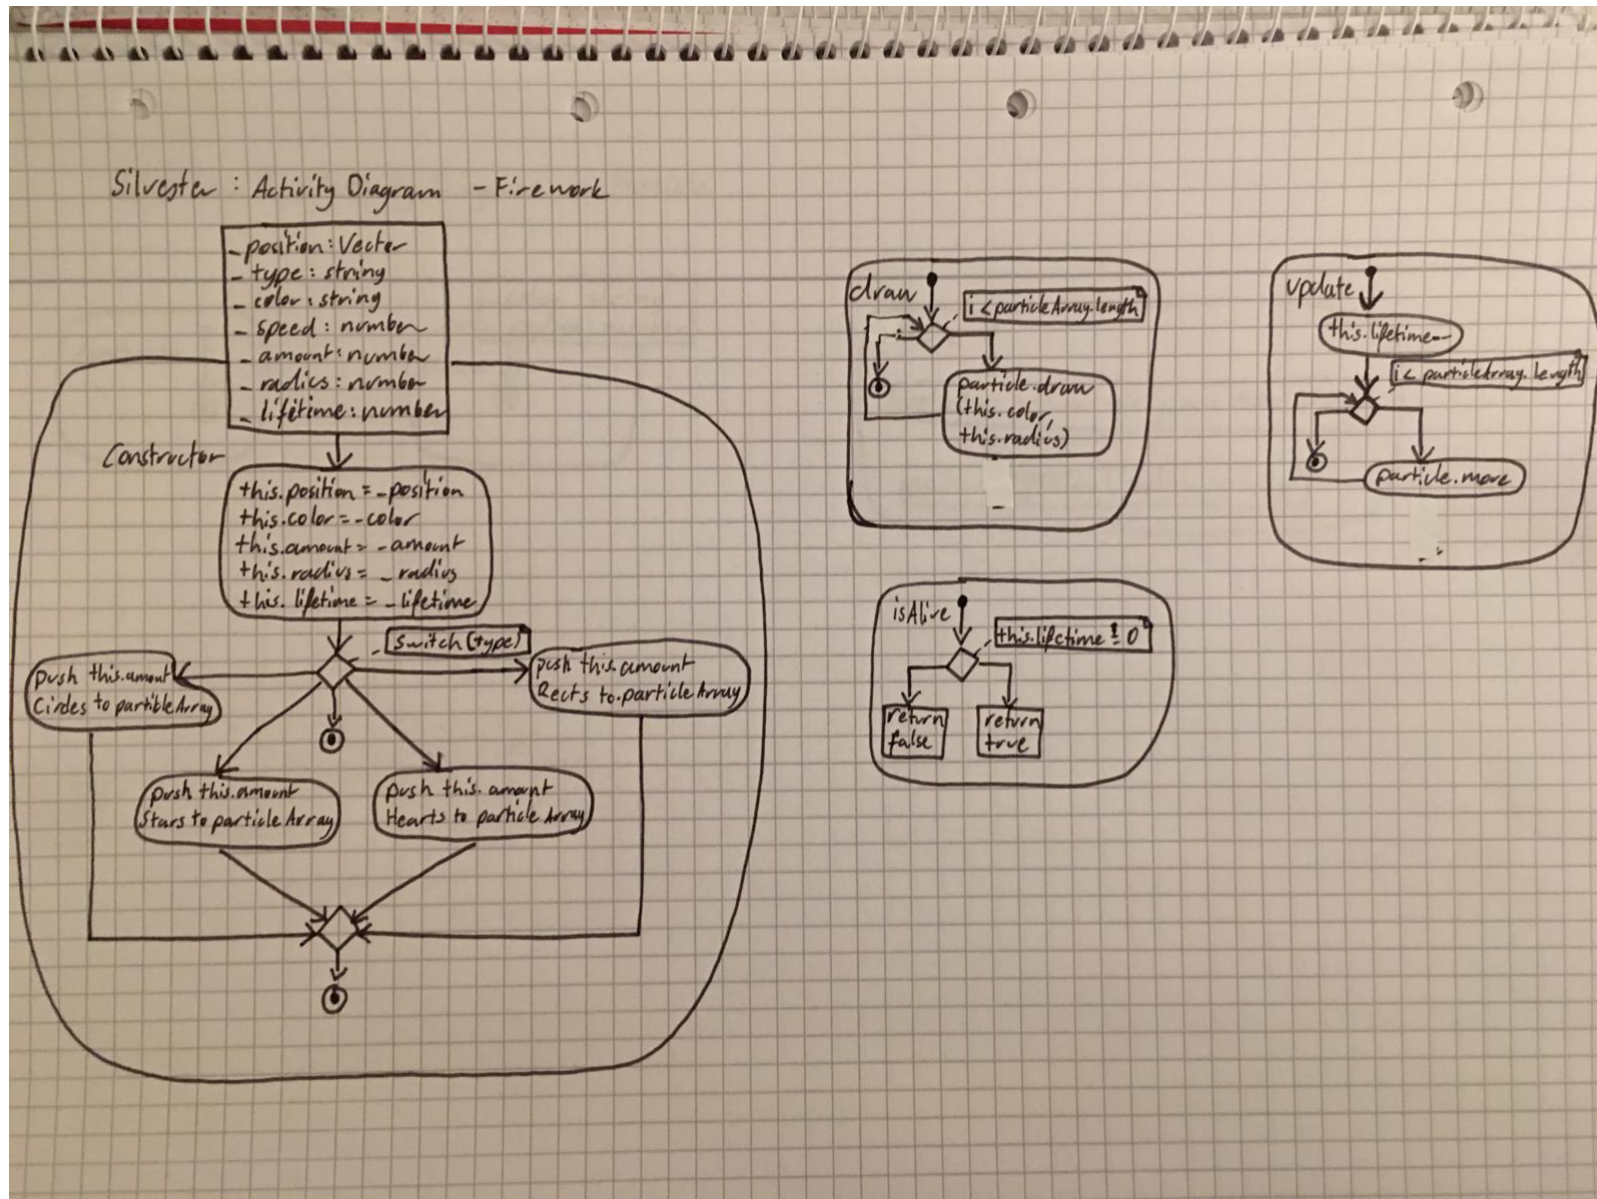 Silvester : Activity Diagram - Firework
_position: Vector
_type: string
_color: string
_speed: number
_amount: number
_radius: number
_lifetime: number
Constructor
this.position = _position
this.color = _color
this.amount = _amount
this.radius = _radius
this.lifetime = _lifetime
switch(type)
push this.amount
Circles to particleArray
push this.amount
Rects to particleArray
push this.amount
Stars to particleArray
push this.amount
Hearts to particle Array
draw
i < particleArray.length
particle.draw
(this.color,
this.radius)
update
this.lifetime--
i < particleArray.length
particle.move
isAlive
this.lifetime != 0
return
false
return
true